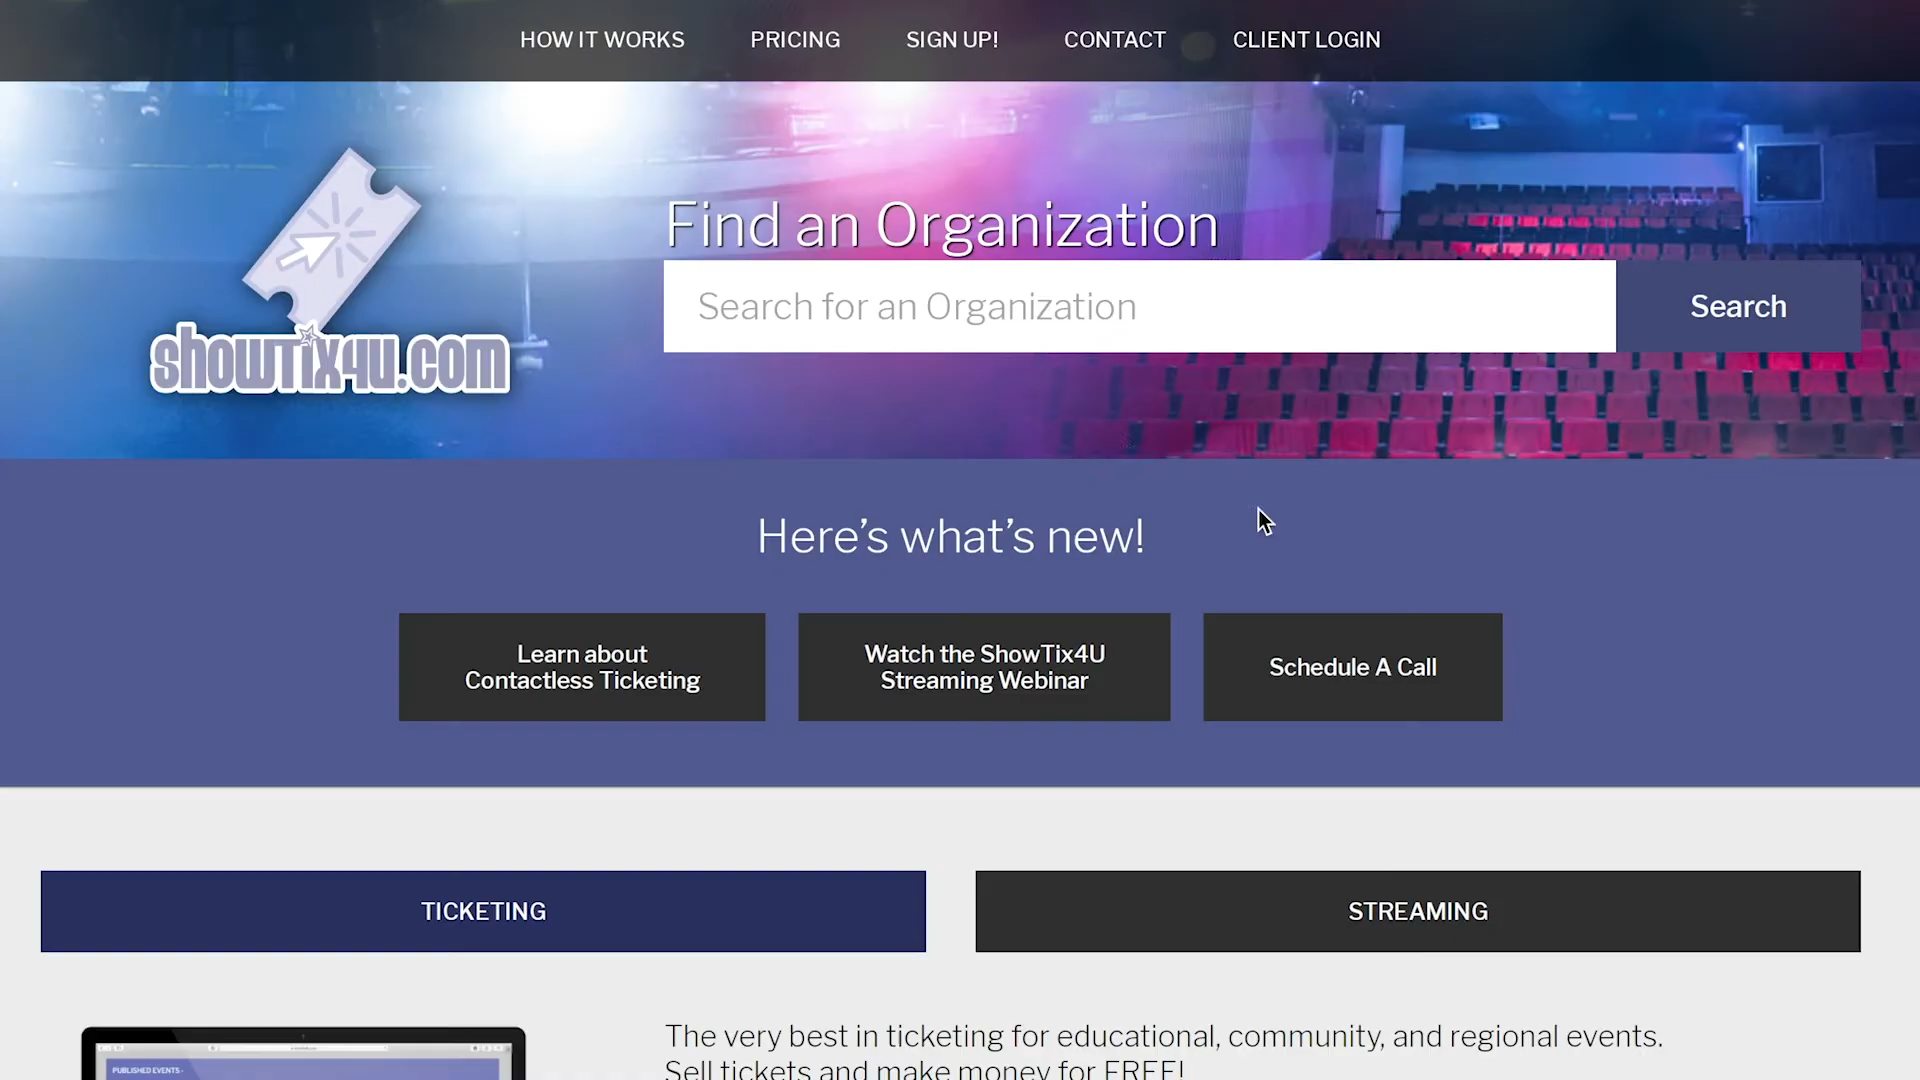 HOW IT WORKS
PRICING
SIGN UP!
CONTACT
CLIENT LOGIN
showTix4U.com
Find an Organization
Search for an Organization
Search
Here’s what’s new!
Learn about
Contactless Ticketing
Watch the ShowTix4U
Streaming Webinar
Schedule A Call
TICKETING
STREAMING
PUBLISHED EVENTS -
The very best in ticketing for educational, community, and regional events.
Sell tickets and make money for FREE!